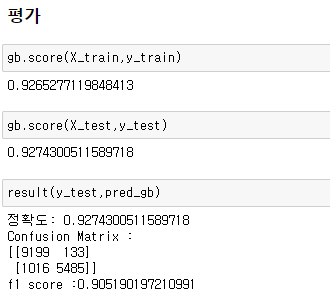 평가
gb.score(X_train,y_train)
0.9265277119848413
gb.score(X_test,y_test)
0.9274300511589718
result(y_test,pred_gb)
정확도: 0.9274300511589718
Confusion Matrix :
[[9199  133]
 [1016 5485]]
f1 score :0.905190197210991